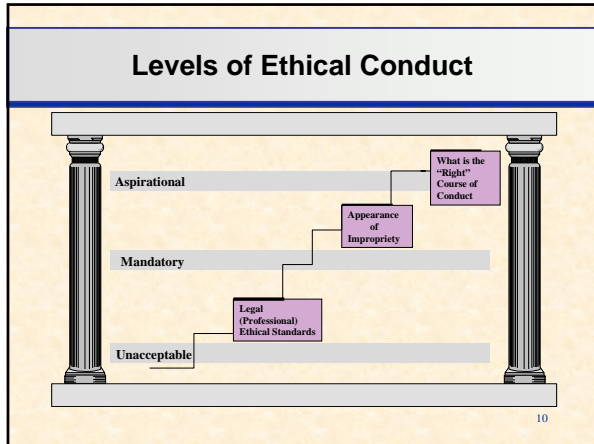 Levels of Ethical Conduct
What is the
“Right”
Course of
Conduct
Aspirational
Appearance
of
Impropriety
Mandatory
Legal
(Professional)
Ethical Standards
Unacceptable
10